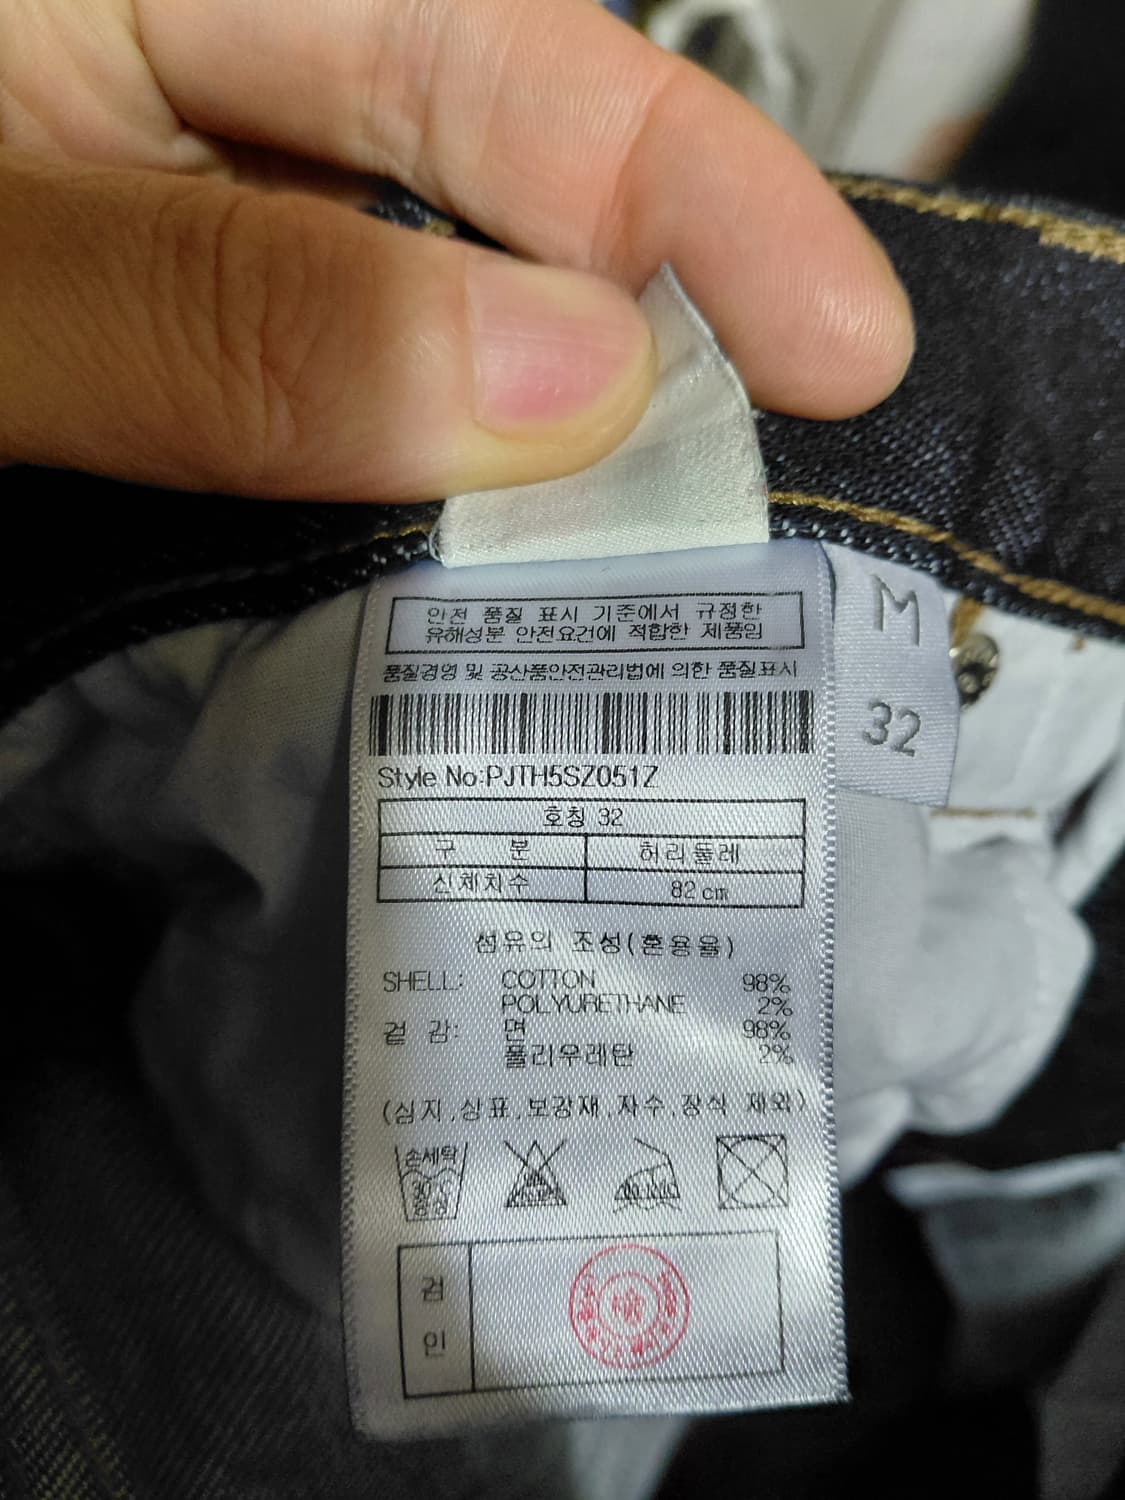 안전 품질 표시 기준에서 규정한
유해성분 안전요건에 적합한 제품임
품질경영 및 공산품안전관리법에 의한 품질표시
Style No:PJTH5SZ051Z
호칭 32
구 분 허리둘레
신체치수 82cm
섬유의 조성(혼용율)
SHELL: COTTON 98%
POLYURETHANE 2%
겉 감: 면 98%
폴리우레탄 2%
(심지,상표,보강재,자수,장식 제외)
손세탁
검
인
M
32